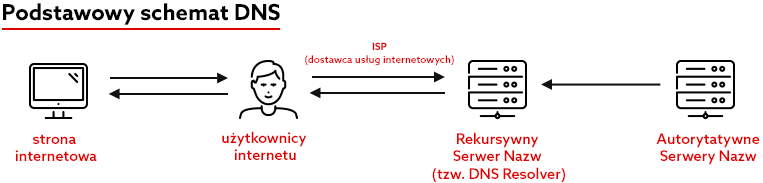 Podstawowy schemat DNS
ISP
(dostawca usług internetowych)
strona
internetowa
użytkownicy
internetu
Rekursywny
Serwer Nazw
(tzw. DNS Resolver)
Autorytatywne
Serwery Nazw